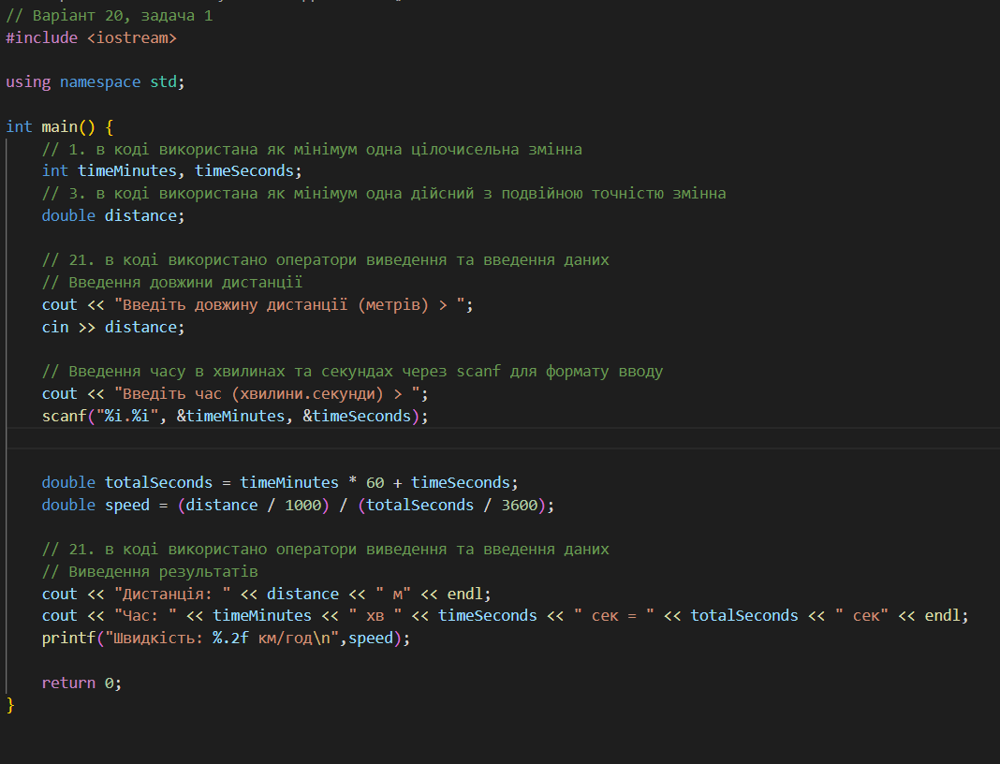 // Варіант 20, задача 1
#include <iostream>
using namespace std;
int main() {
// 1. в коді використана як мінімум одна цілочисельна змінна
int timeMinutes, timeSeconds;
// 3. в коді використана як мінімум одна дійсний з подвійною точністю змінна
double distance;
// 21. в коді використано оператори виведення та введення даних
// Введення довжини дистанції
cout << "Введіть довжину дистанції (метрів) > ";
cin >> distance;
// Введення часу в хвилинах та секундах через scanf для формату вводу
cout << "Введіть час (хвилини.секунди) > ";
scanf("%i.%i", &timeMinutes, &timeSeconds);
double totalSeconds = timeMinutes * 60 + timeSeconds;
double speed = (distance / 1000) / (totalSeconds / 3600);
// 21. в коді використано оператори виведення та введення даних
// Виведення результатів
cout << "Дистанція: " << distance << " м" << endl;
cout << "Час: " << timeMinutes << " хв " << timeSeconds << " сек = " << totalSeconds << " сек" << endl;
printf("Швидкість: %.2f км/год\n",speed);
return 0;
}